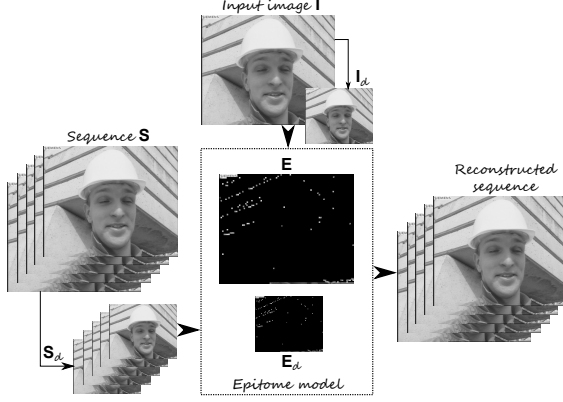 Input image I
I_d
Sequence S
E
Reconstructed
sequence
S_d
E_d
Epitome model